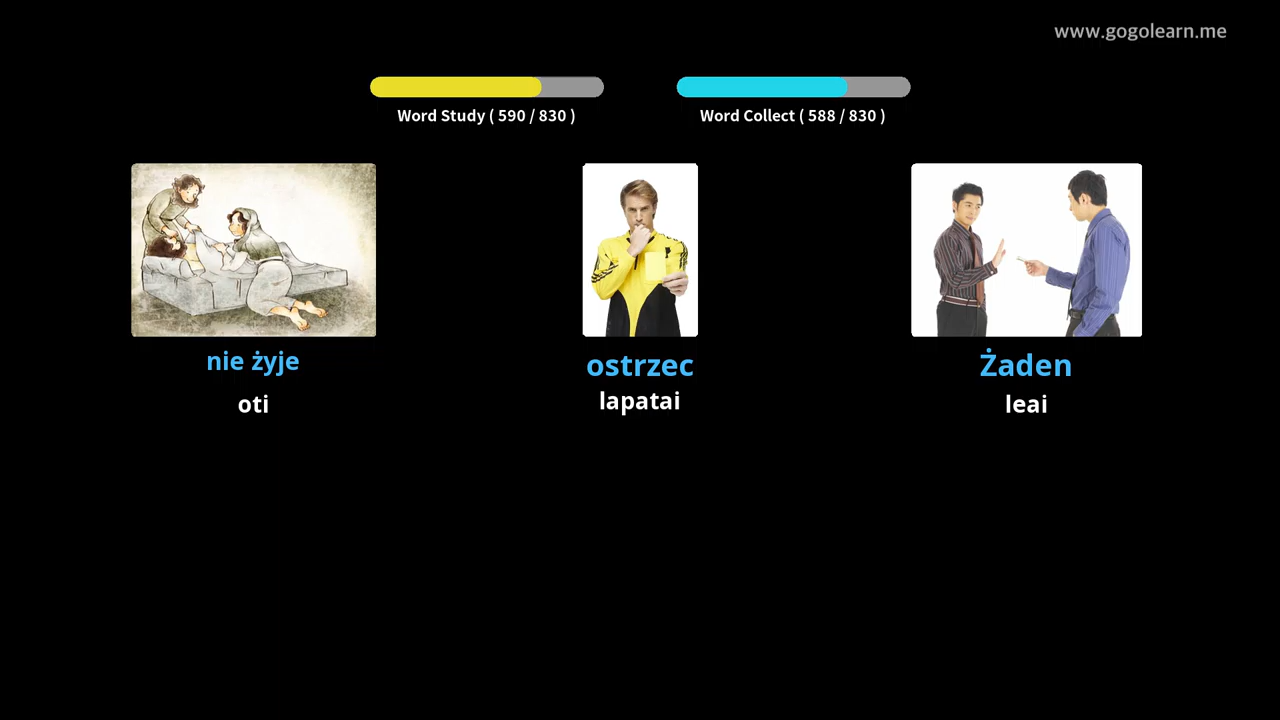 www.gogolearn.me
Word Study ( 590 / 830 )
Word Collect ( 588 / 830 )
nie żyje
oti
ostrzec
lapatai
Żaden
leai